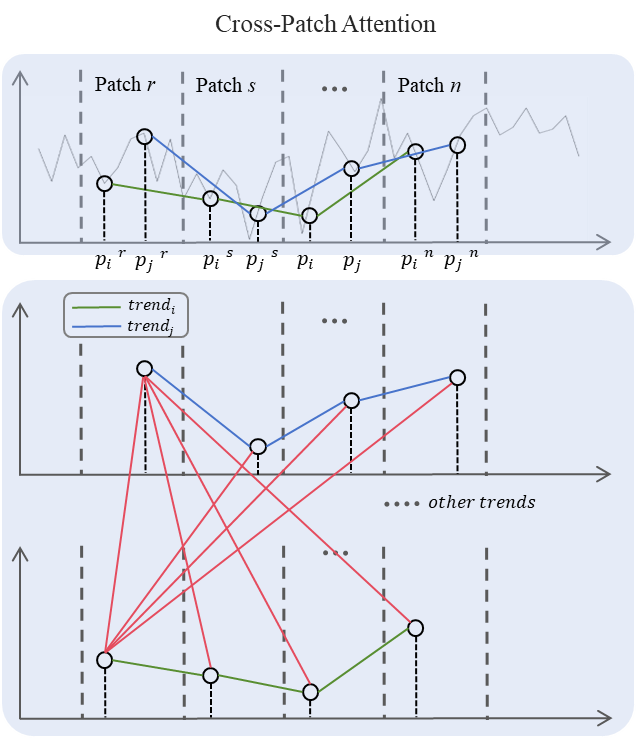 Cross-Patch Attention
Patch r Patch s •••• Patch n
p_i^r p_j^r p_i^s p_j^s p_i p_j p_i^n p_j^n
trend_i ••••
trend_j
•••• other trends
••••